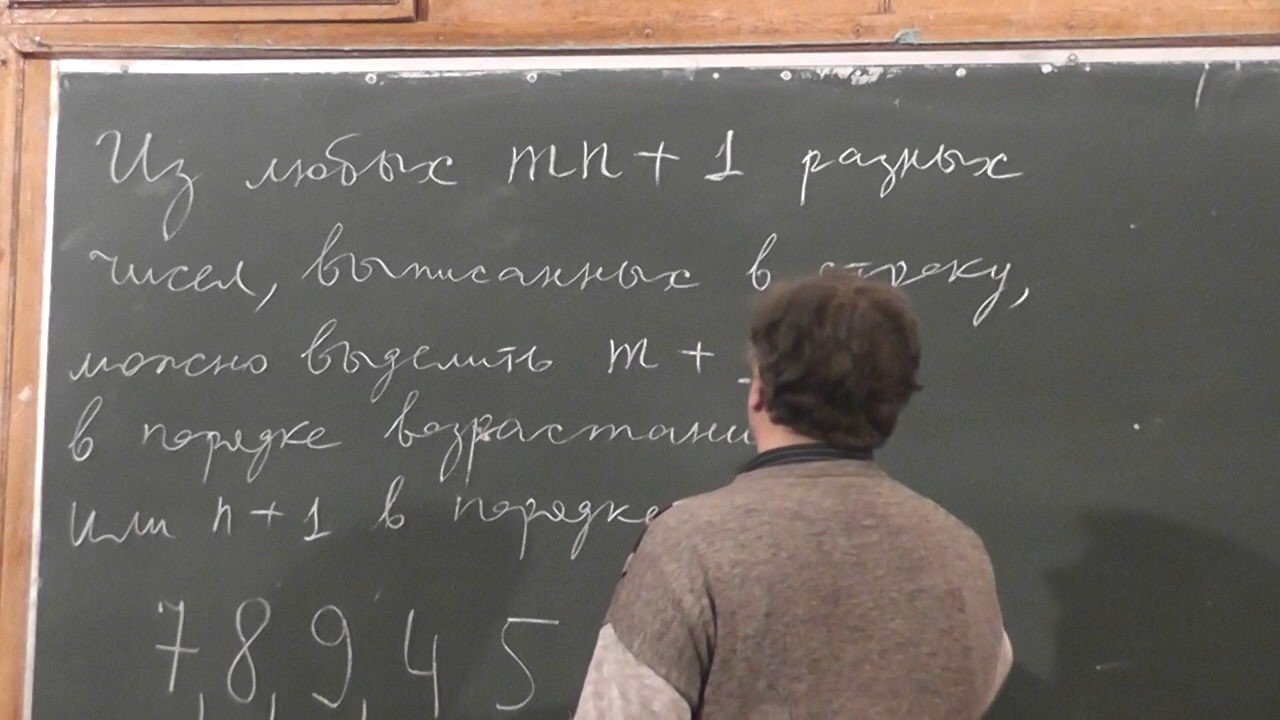 Из любых mn+1 разных
чисел, выписанных в строку,
можно выделить m +
в порядке возрастани
или n+1 в порядке
7, 8, 9, 4 5